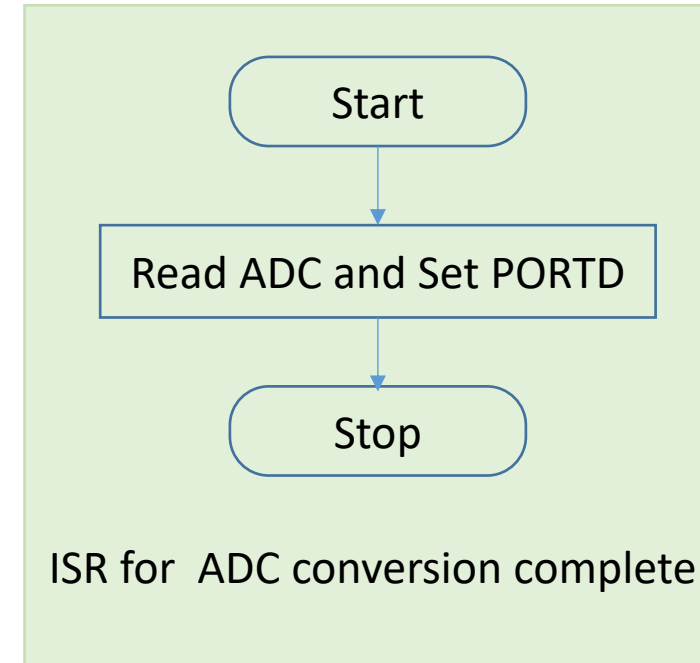 Start
Read ADC and Set PORTD
Stop
ISR for ADC conversion complete